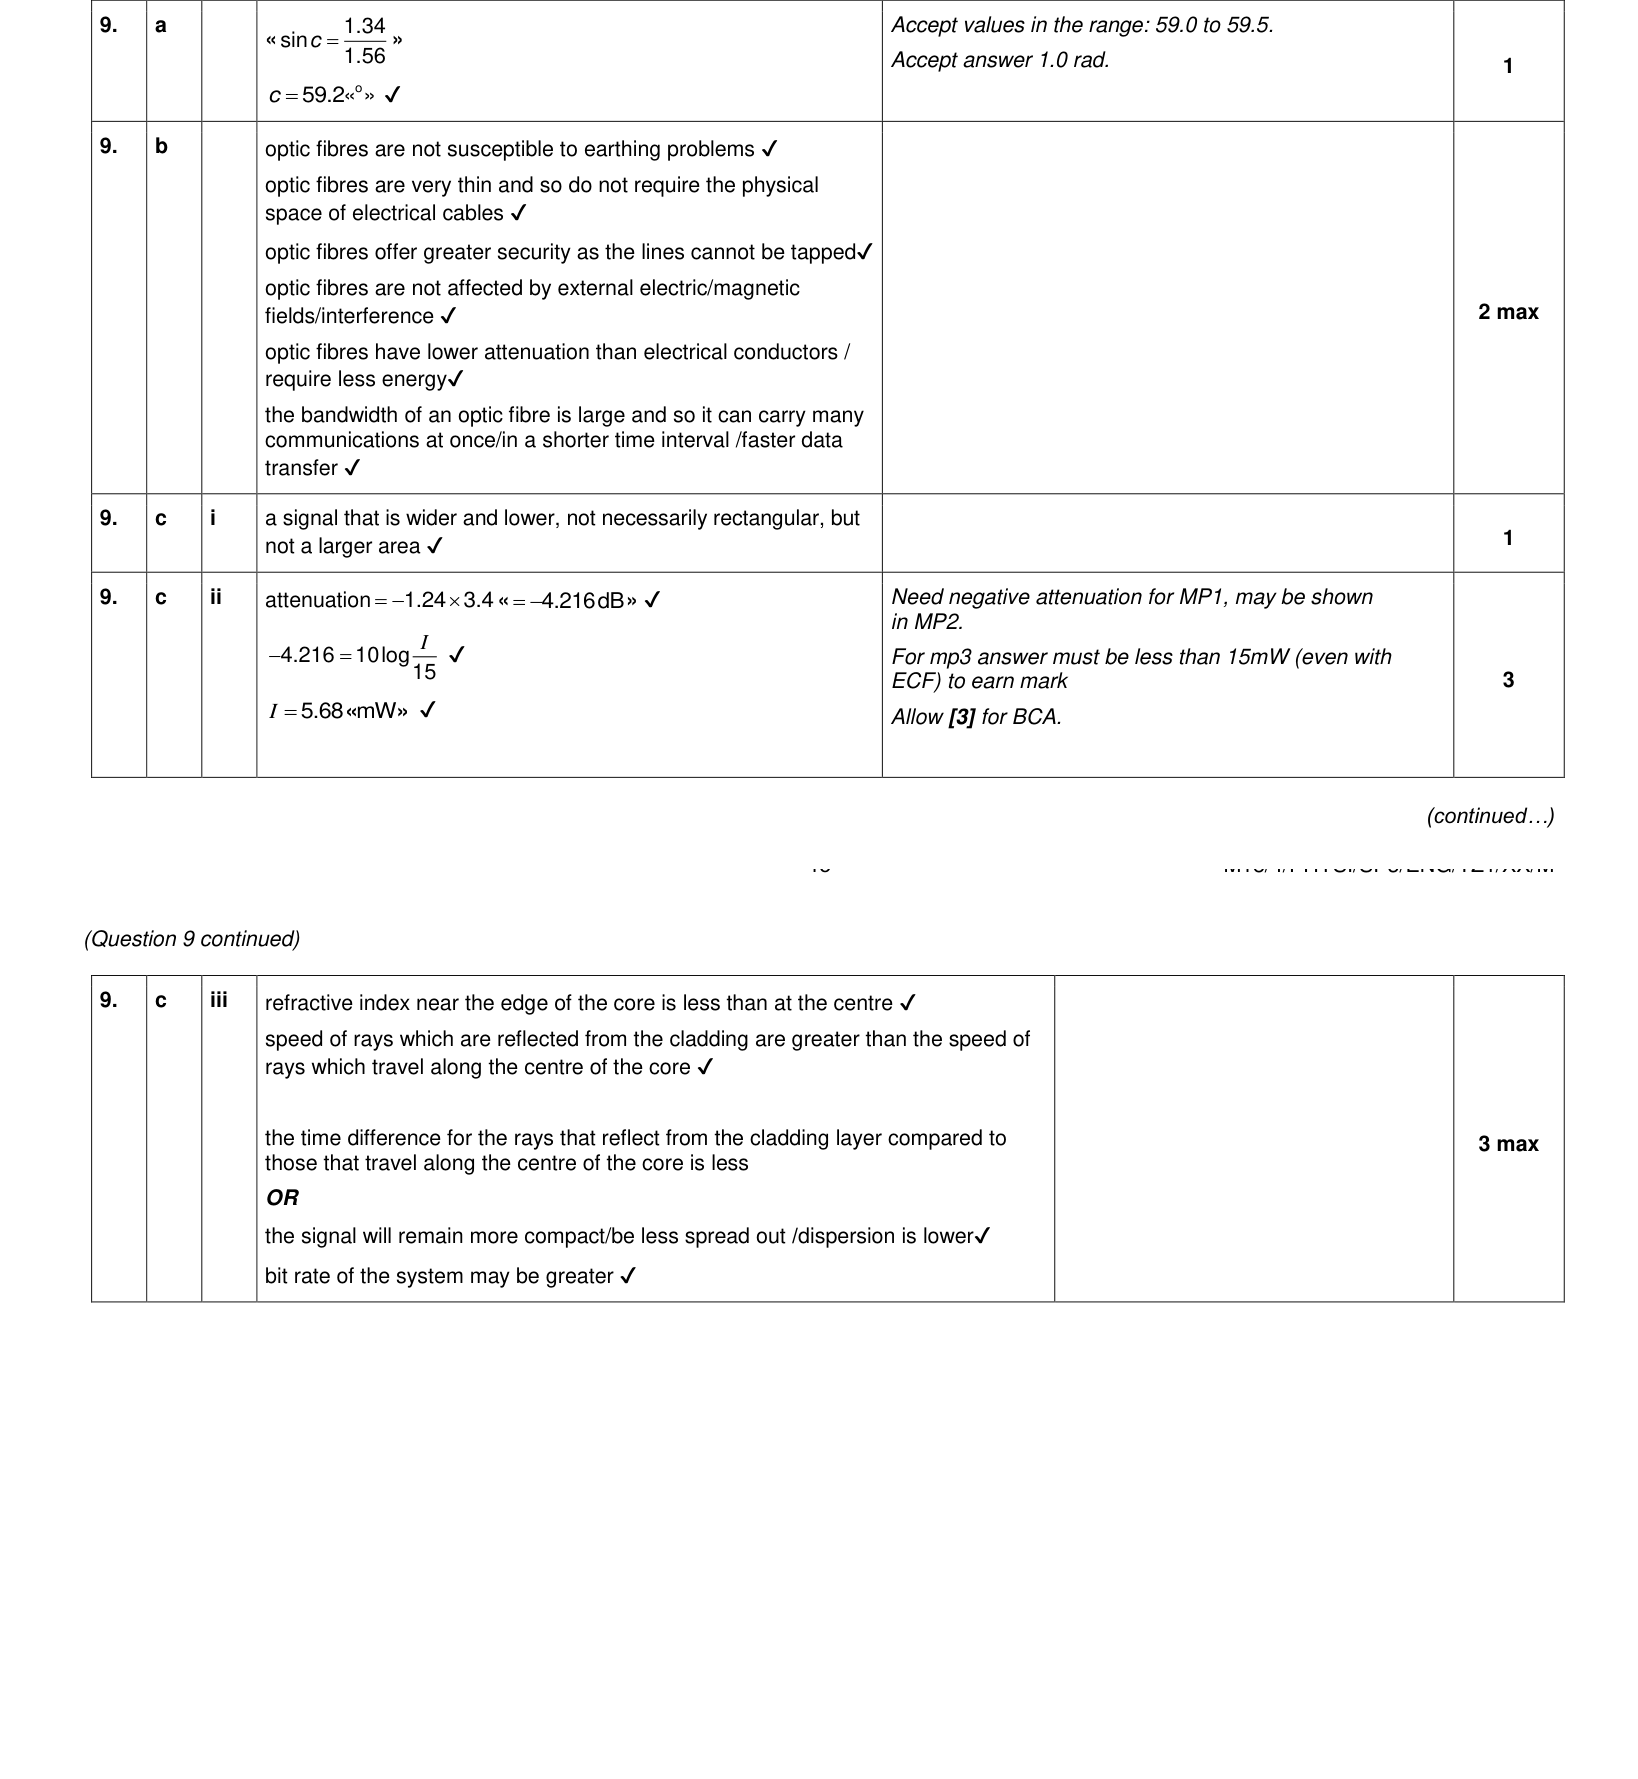 9. a
« sin c = 1.34/1.56 »
c = 59.2«°» ✓
Accept values in the range: 59.0 to 59.5.
Accept answer 1.0 rad.
1
9. b
optic fibres are not susceptible to earthing problems ✓
optic fibres are very thin and so do not require the physical
space of electrical cables ✓
optic fibres offer greater security as the lines cannot be tapped✓
optic fibres are not affected by external electric/magnetic
fields/interference ✓
optic fibres have lower attenuation than electrical conductors /
require less energy✓
the bandwidth of an optic fibre is large and so it can carry many
communications at once/in a shorter time interval /faster data
transfer ✓
2 max
9. c i
a signal that is wider and lower, not necessarily rectangular, but
not a larger area ✓
1
9. c ii
attenuation = −1.24 × 3.4 « = −4.216 dB» ✓
−4.216 = 10 log I/15 ✓
I = 5.68 «mW» ✓
Need negative attenuation for MP1, may be shown
in MP2.
For mp3 answer must be less than 15mW (even with
ECF) to earn mark
Allow [3] for BCA.
3
(continued…)
(Question 9 continued)
9. c iii
refractive index near the edge of the core is less than at the centre ✓
speed of rays which are reflected from the cladding are greater than the speed of
rays which travel along the centre of the core ✓
the time difference for the rays that reflect from the cladding layer compared to
those that travel along the centre of the core is less
OR
the signal will remain more compact/be less spread out /dispersion is lower✓
bit rate of the system may be greater ✓
3 max